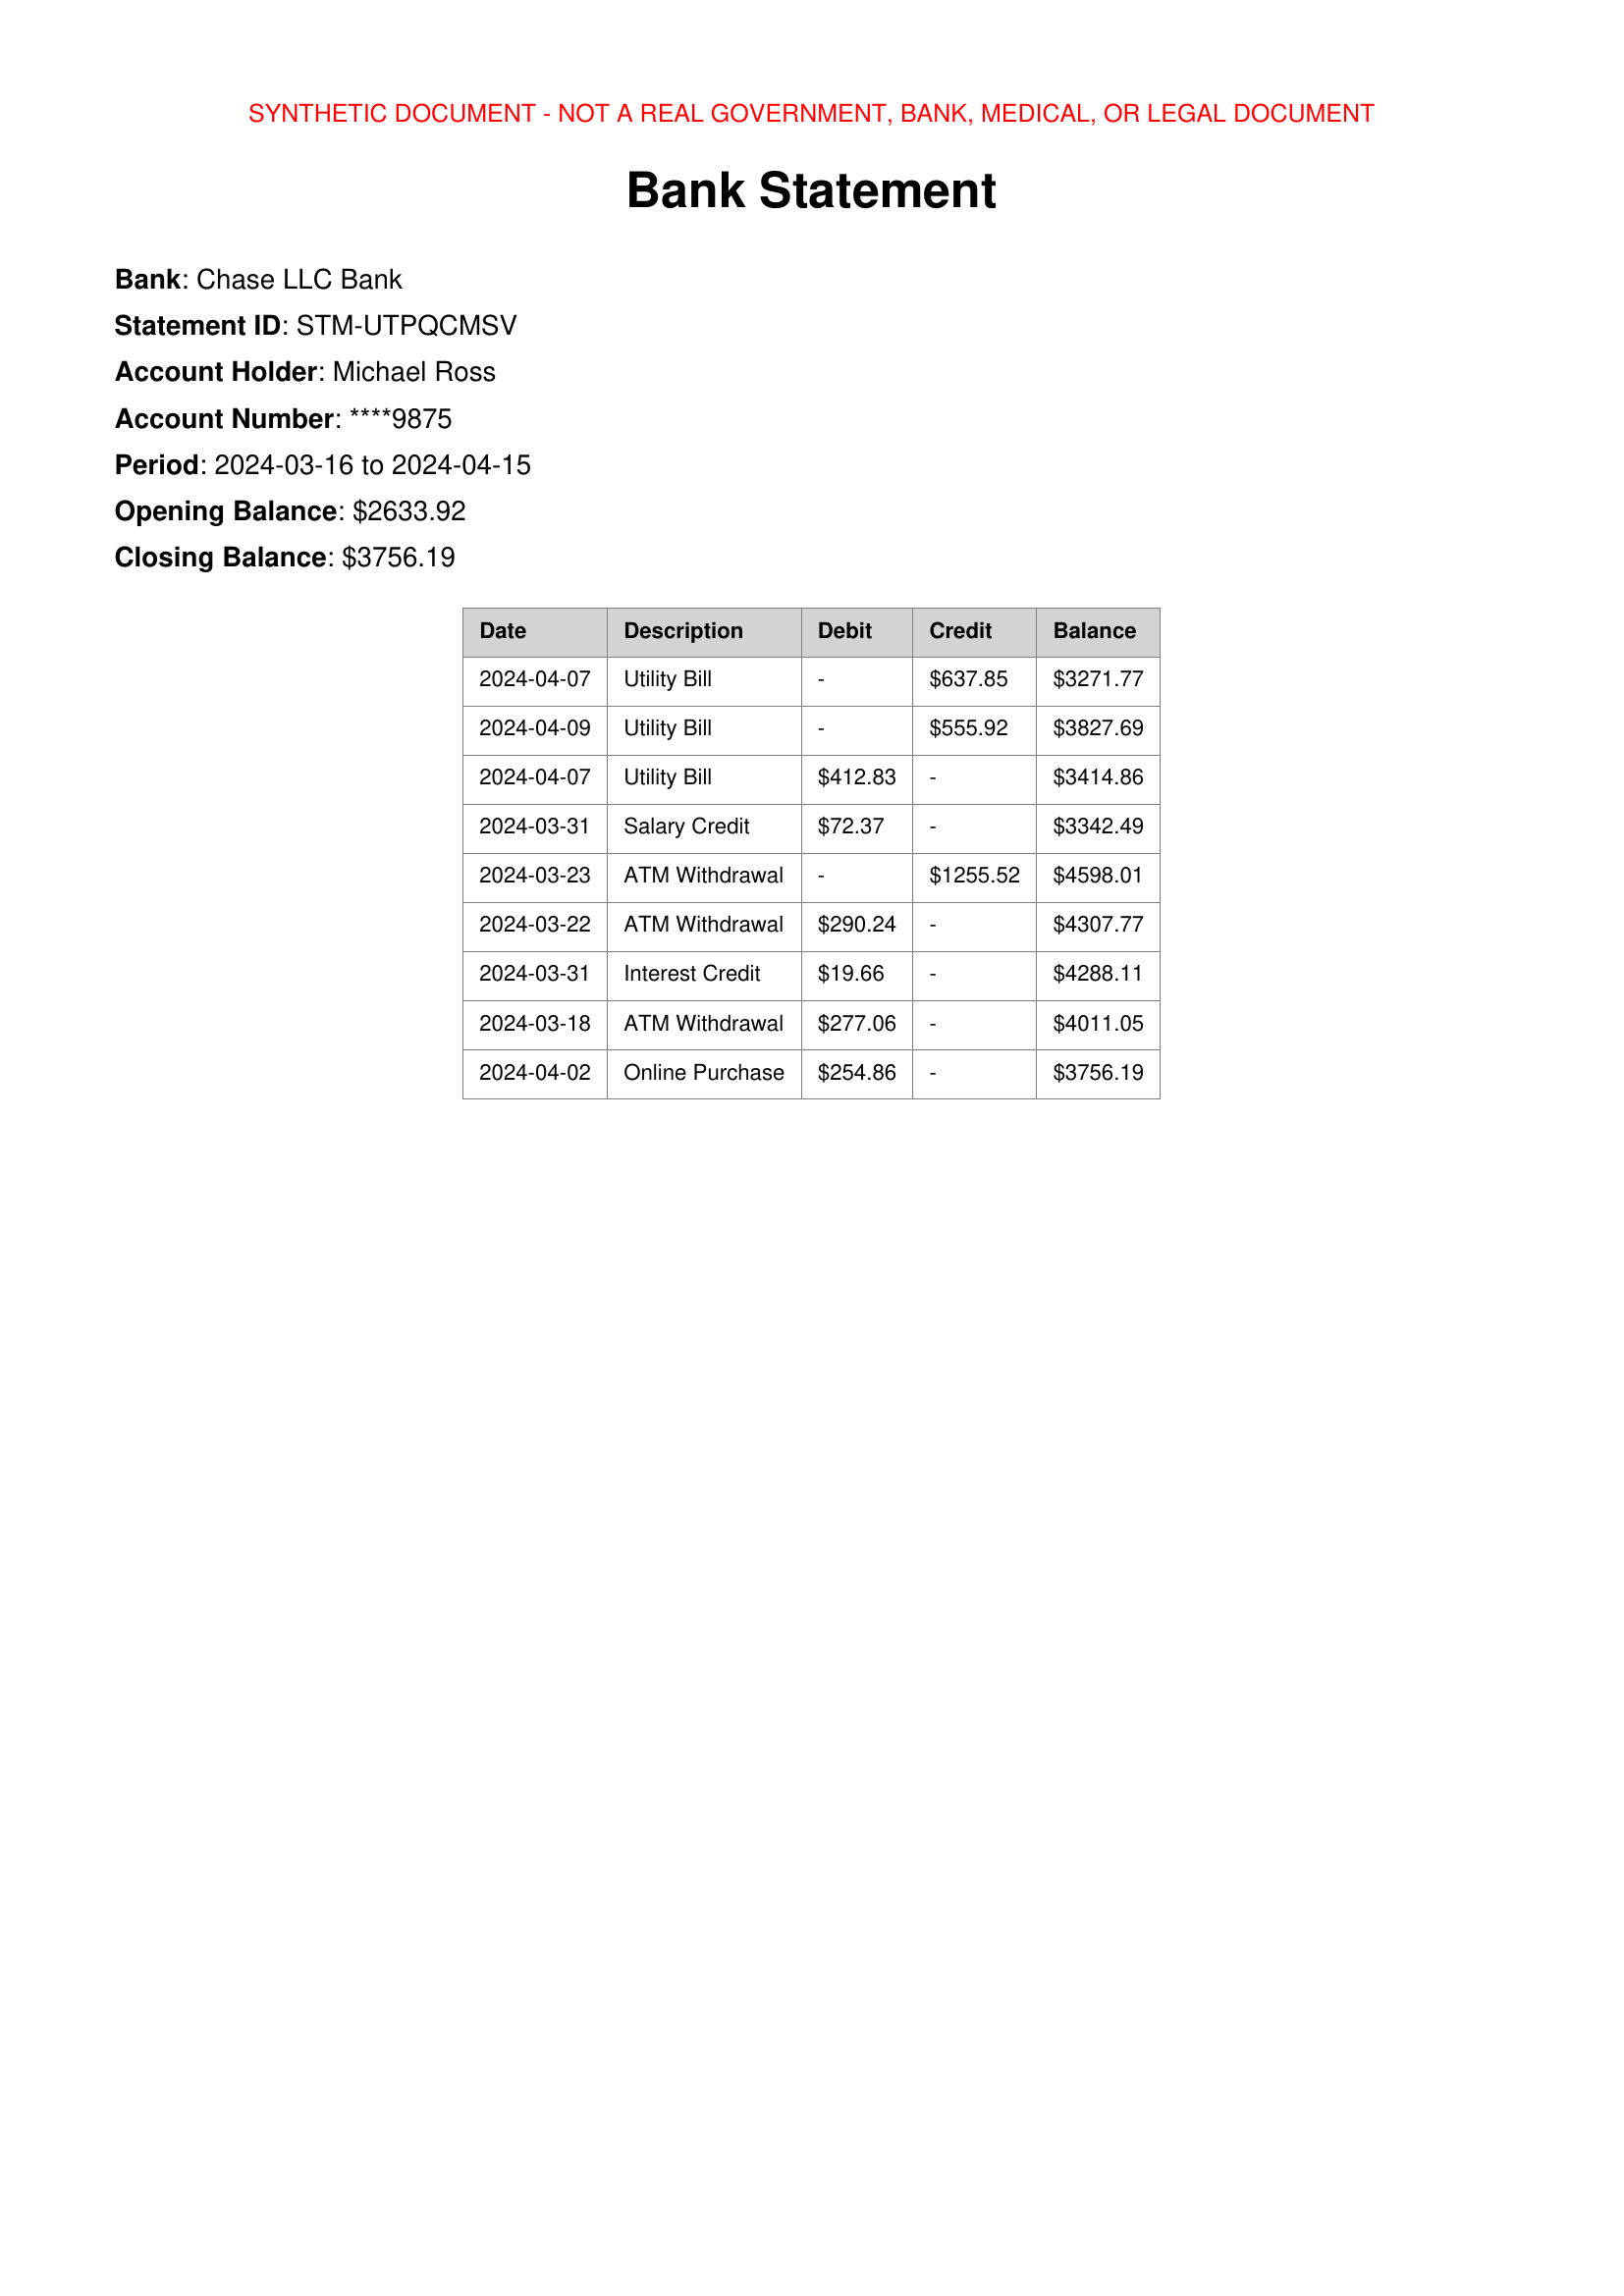 SYNTHETIC DOCUMENT - NOT A REAL GOVERNMENT, BANK, MEDICAL, OR LEGAL DOCUMENT
Bank Statement
Bank: Chase LLC Bank
Statement ID: STM-UTPQCMSV
Account Holder: Michael Ross
Account Number: ****9875
Period: 2024-03-16 to 2024-04-15
Opening Balance: $2633.92
Closing Balance: $3756.19
Date Description Debit Credit Balance
2024-04-07 Utility Bill - $637.85 $3271.77
2024-04-09 Utility Bill - $555.92 $3827.69
2024-04-07 Utility Bill $412.83 - $3414.86
2024-03-31 Salary Credit $72.37 - $3342.49
2024-03-23 ATM Withdrawal - $1255.52 $4598.01
2024-03-22 ATM Withdrawal $290.24 - $4307.77
2024-03-31 Interest Credit $19.66 - $4288.11
2024-03-18 ATM Withdrawal $277.06 - $4011.05
2024-04-02 Online Purchase $254.86 - $3756.19